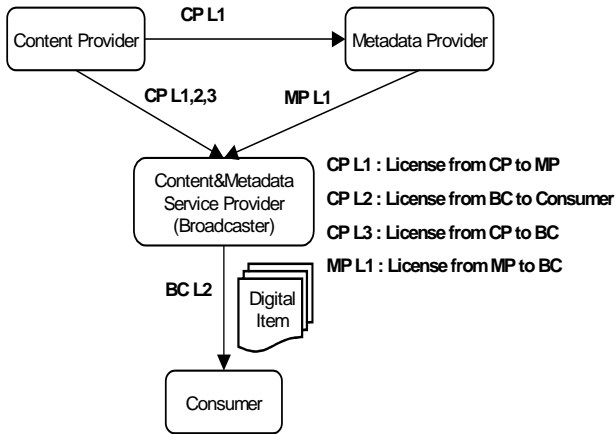 CP L1
Content Provider
Metadata Provider
CP L1,2,3
MP L1
Content&Metadata
Service Provider
(Broadcaster)
CP L1 : License from CP to MP
CP L2 : License from BC to Consumer
CP L3 : License from CP to BC
MP L1 : License from MP to BC
BC L2
Digital
Item
Consumer